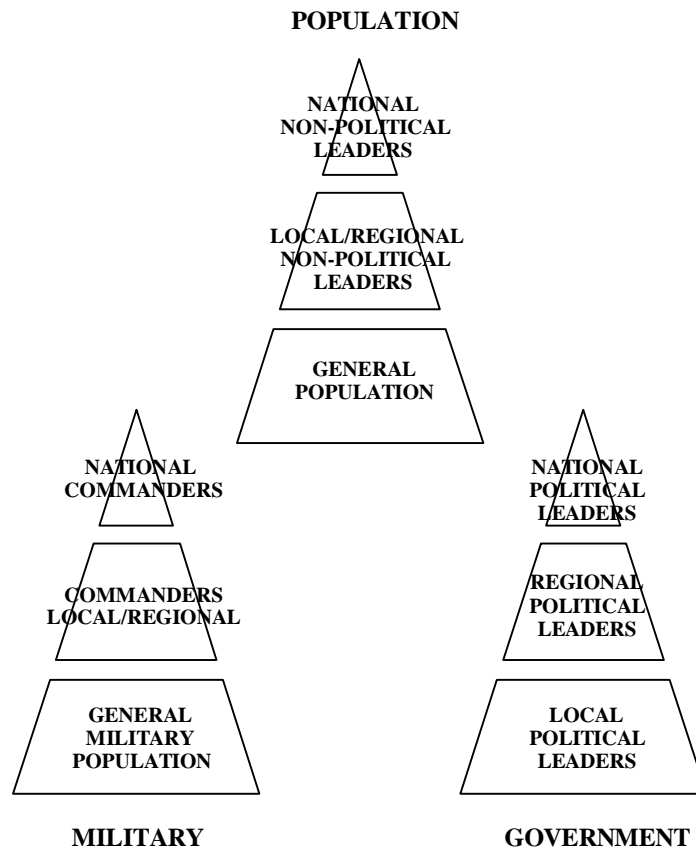 POPULATION
NATIONAL
NON-POLITICAL
LEADERS
LOCAL/REGIONAL
NON-POLITICAL
LEADERS
GENERAL
POPULATION
NATIONAL
COMMANDERS
COMMANDERS
LOCAL/REGIONAL
GENERAL
MILITARY
POPULATION
MILITARY
NATIONAL
POLITICAL
LEADERS
REGIONAL
POLITICAL
LEADERS
LOCAL
POLITICAL
LEADERS
GOVERNMENT